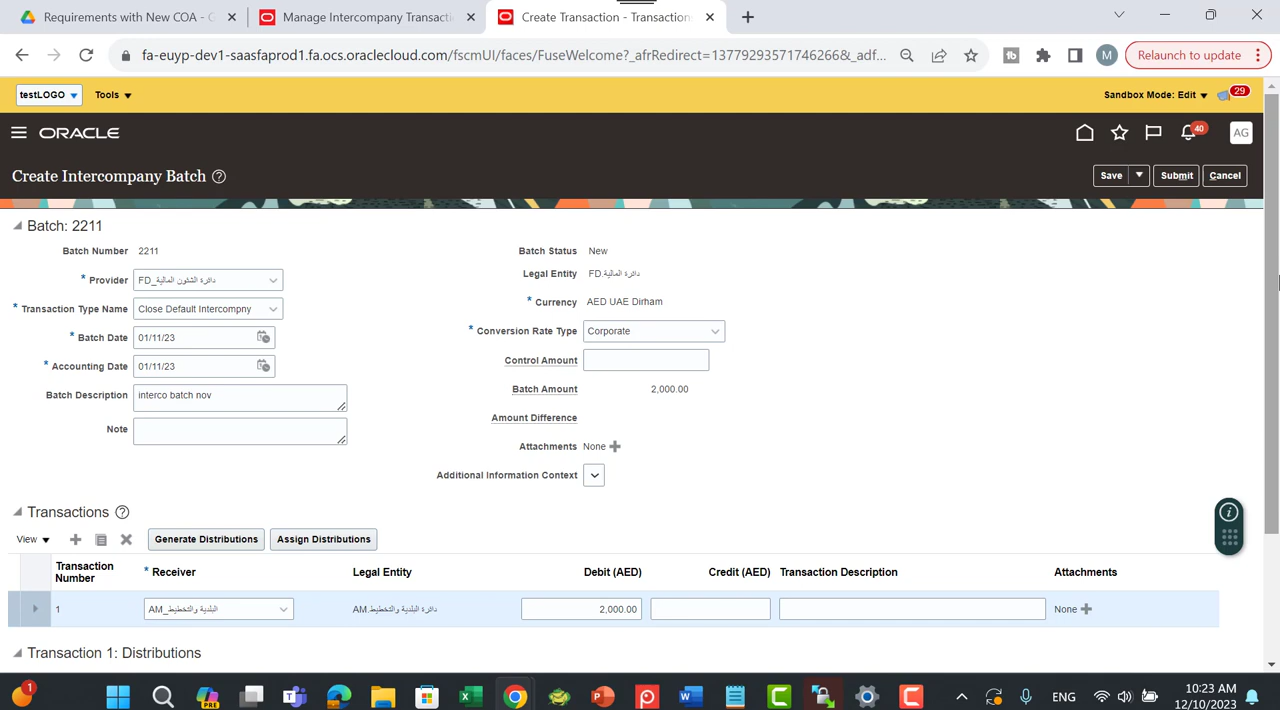 Requirements with New COA - G
Manage Intercompany Transacti
Create Transaction - Transaction
fa-euyp-dev1-saasfaprod1.fa.ocs.oraclecloud.com/fscmUI/faces/FuseWelcome?_afrRedirect=13779293571746266&_adf...
tb
M
Relaunch to update
testLOGO
Tools
Sandbox Mode: Edit
29
ORACLE
40
AG
Create Intercompany Batch ?
Save
Submit
Cancel
Batch: 2211
Batch Number 2211
Batch Status New
* Provider FD_دائرة الشئون المالية
Legal Entity FD.دائرة المالية
* Transaction Type Name Close Default Intercompny
* Currency AED UAE Dirham
* Batch Date 01/11/23
* Conversion Rate Type Corporate
* Accounting Date 01/11/23
Control Amount
Batch Description interco batch nov
Batch Amount 2,000.00
Note
Amount Difference
Attachments None
Additional Information Context
Transactions ?
View
Generate Distributions
Assign Distributions
Transaction Number
* Receiver
Legal Entity
Debit (AED)
Credit (AED)
Transaction Description
Attachments
1
AM_البلدية والتخطيط
AM.دائرة البلدية والتخطيط
2,000.00
None
Transaction 1: Distributions
1
PRE
ENG
10:23 AM
12/10/2023